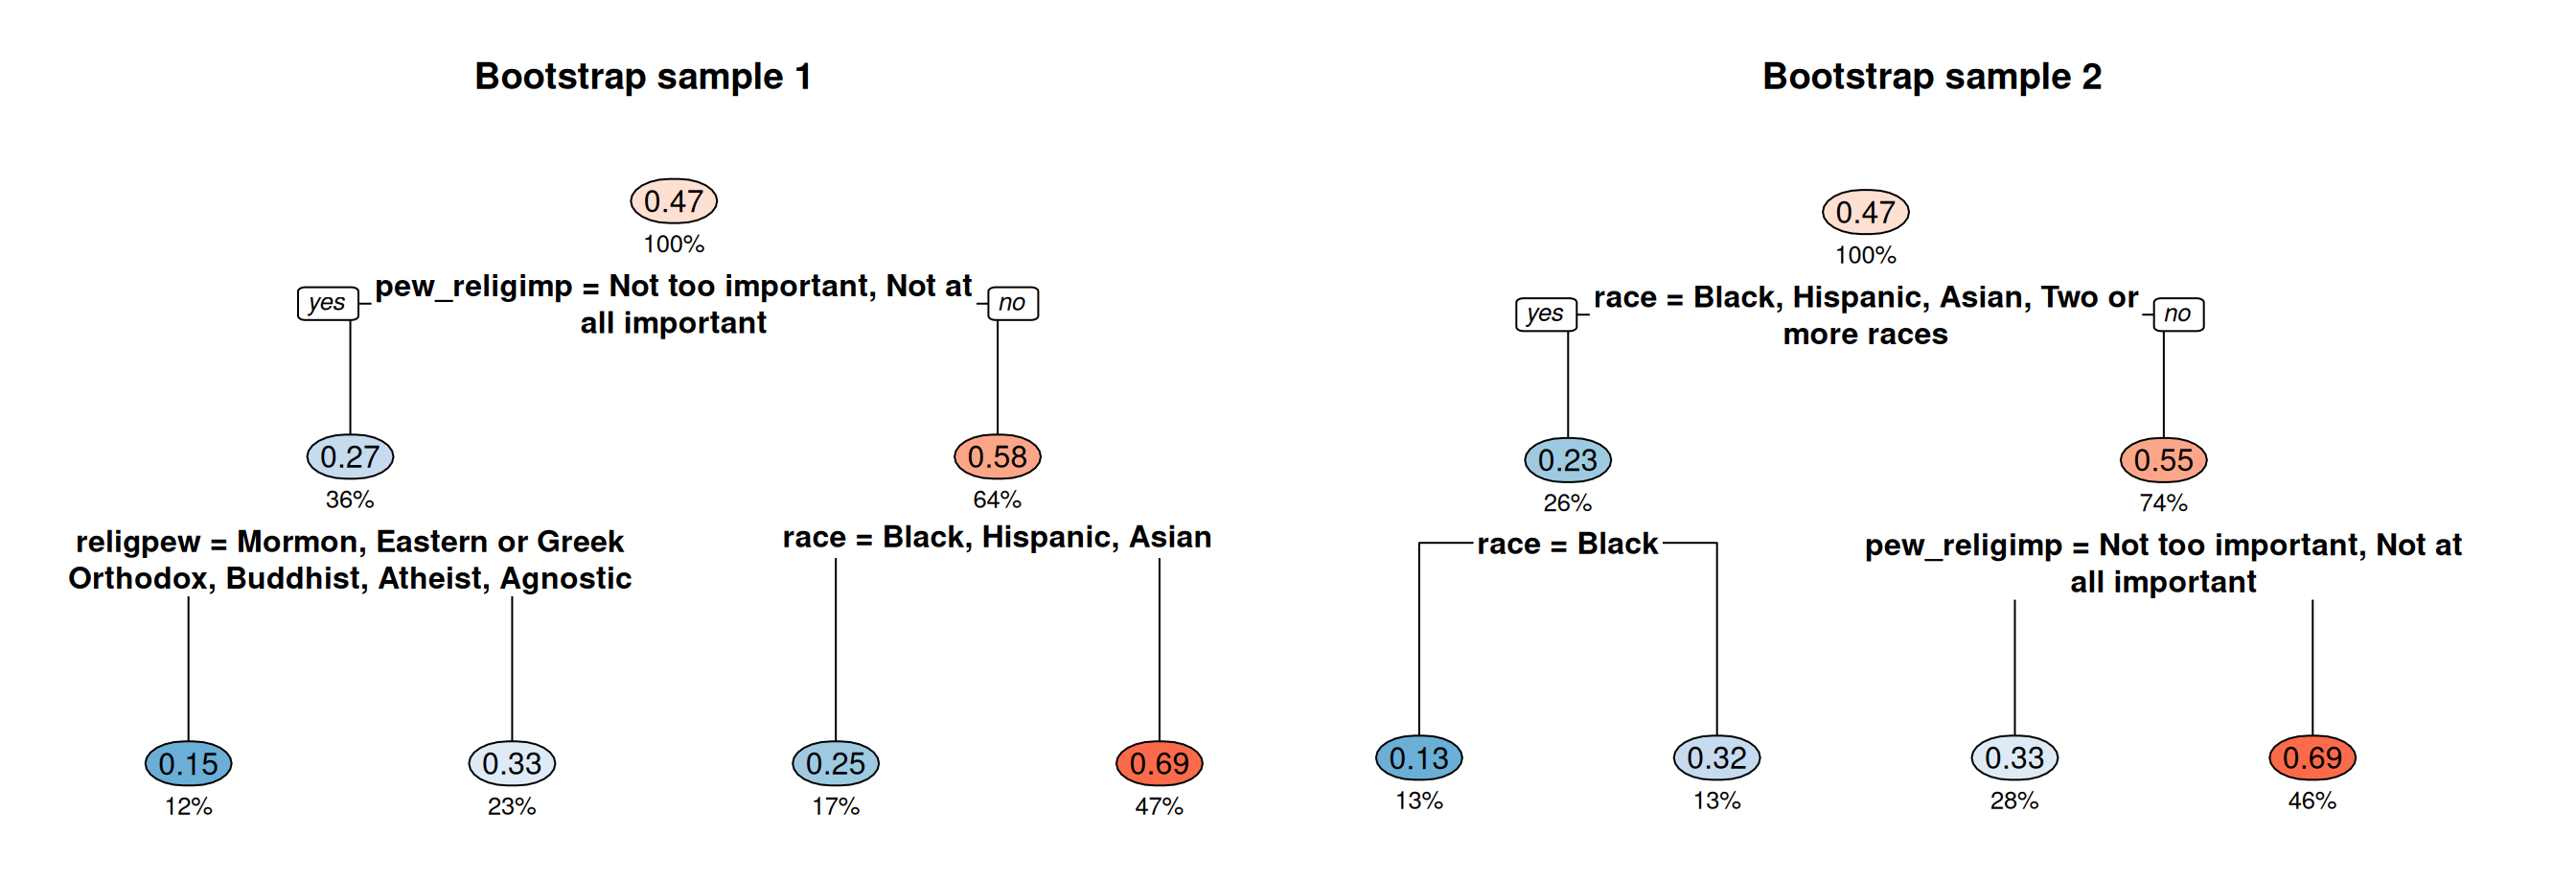 Bootstrap sample 1
0.47
100%
yes
pew_religimp = Not too important, Not at
all important
no
0.27
36%
0.58
64%
religpew = Mormon, Eastern or Greek
Orthodox, Buddhist, Atheist, Agnostic
race = Black, Hispanic, Asian
0.15
12%
0.33
23%
0.25
17%
0.69
47%
Bootstrap sample 2
0.47
100%
yes
race = Black, Hispanic, Asian, Two or
more races
no
0.23
26%
0.55
74%
race = Black
pew_religimp = Not too important, Not at
all important
0.13
13%
0.32
13%
0.33
28%
0.69
46%